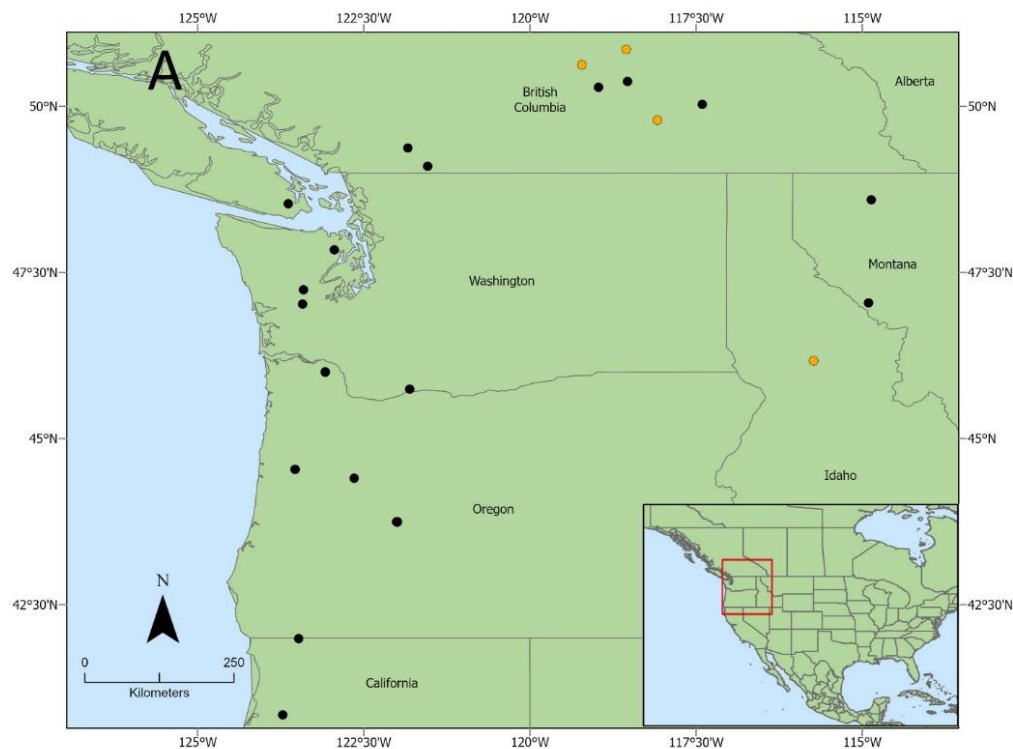 125°W 122°30'W 120°W 117°30'W 115°W
A
British
Columbia
Alberta
50°N 50°N
47°30'N Washington Montana 47°30'N
45°N 45°N
Idaho
Oregon
42°30'N 42°30'N
N
0 250
Kilometers
California
125°W 122°30'W 120°W 117°30'W 115°W